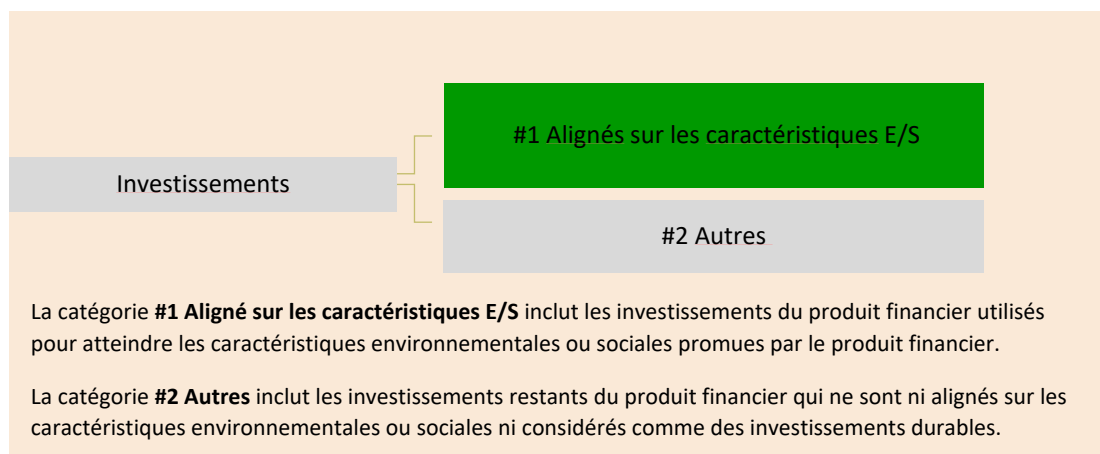 #1 Alignés sur les caractéristiques E/S
Investissements
#2 Autres
La catégorie #1 Aligné sur les caractéristiques E/S inclut les investissements du produit financier utilisés
pour atteindre les caractéristiques environnementales ou sociales promues par le produit financier.
La catégorie #2 Autres inclut les investissements restants du produit financier qui ne sont ni alignés sur les
caractéristiques environnementales ou sociales ni considérés comme des investissements durables.